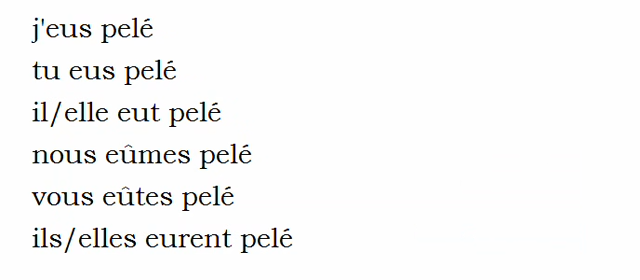 j'eus pelé
tu eus pelé
il/elle eut pelé
nous eûmes pelé
vous eûtes pelé
ils/elles eurent pelé